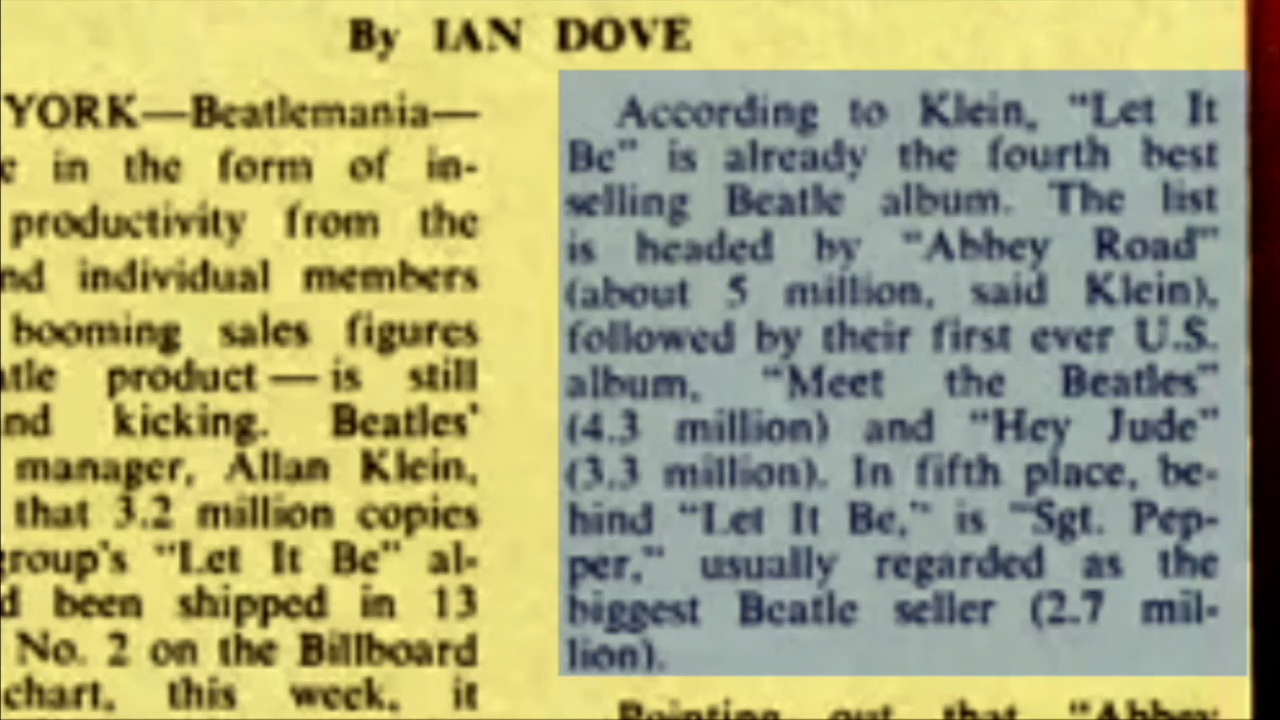 By IAN DOVE
YORK—Beatlemania—
in the form of in-
productivity from the
individual members
booming sales figures
product — is still
kicking. Beatles'
manager, Allan Klein,
that 3.2 million copies
group's "Let It Be" al-
been shipped in 13
No. 2 on the Billboard
chart, this week, it
According to Klein, "Let It
Be" is already the fourth best
selling Beatle album. The list
is headed by "Abbey Road"
(about 5 million, said Klein),
followed by their first ever U.S.
album, "Meet the Beatles"
(4.3 million) and "Hey Jude"
(3.3 million). In fifth place, be-
hind "Let It Be," is "Sgt. Pep-
per," usually regarded as the
biggest Beatle seller (2.7 mil-
lion).
Pointing out that "Abbey